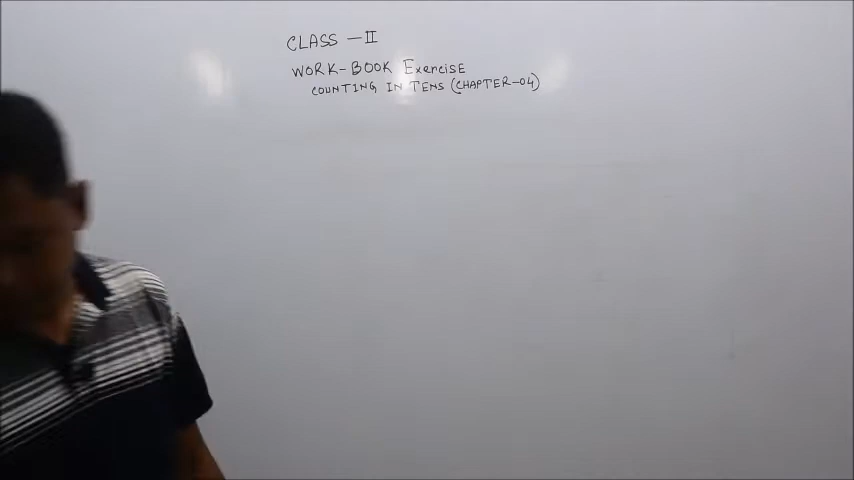 CLASS - II
WORK-BOOK Exercise
COUNTING IN TENS (CHAPTER-04)